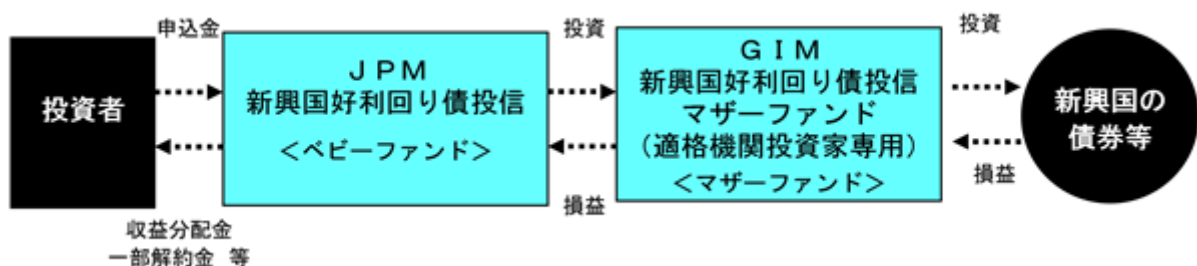 申込金
投資
投資
投資者
ＪＰＭ
新興国好利回り債投信
＜ベビーファンド＞
ＧＩＭ
新興国好利回り債投信
マザーファンド
（適格機関投資家専用）
＜マザーファンド＞
新興国の
債券等
損益
損益
収益分配金
一部解約金 等